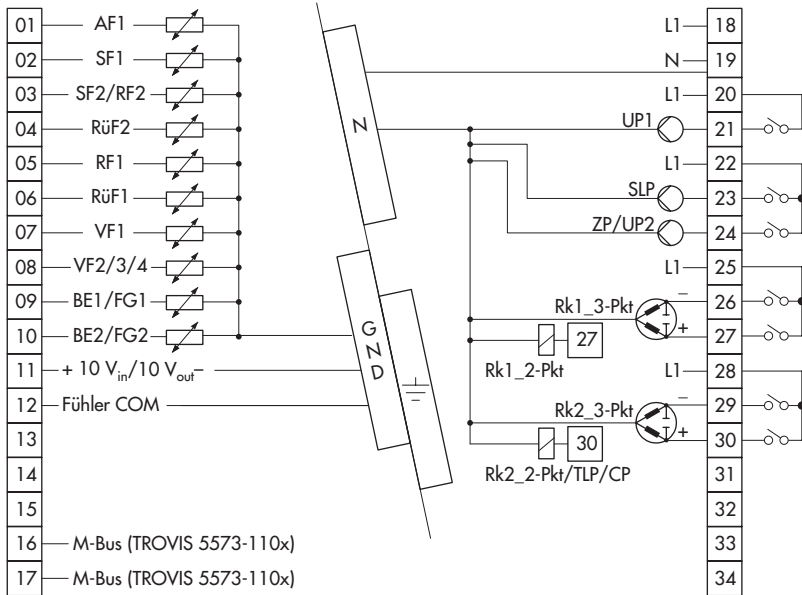 01 AF1
02 SF1
03 SF2/RF2
04 RüF2
05 RF1
06 RüF1
07 VF1
08 VF2/3/4
09 BE1/FG1
10 BE2/FG2
11 + 10 Vin/10 Vout–
12 Fühler COM
13
14
15
16 M-Bus (TROVIS 5573-110x)
17 M-Bus (TROVIS 5573-110x)
N
GND
L1 18
N 19
L1 20
UP1 21
L1 22
SLP 23
ZP/UP2 24
L1 25
Rk1_3-Pkt – 26
+ 27
27
Rk1_2-Pkt
L1 28
Rk2_3-Pkt – 29
+ 30
30
Rk2_2-Pkt/TLP/CP
31
32
33
34